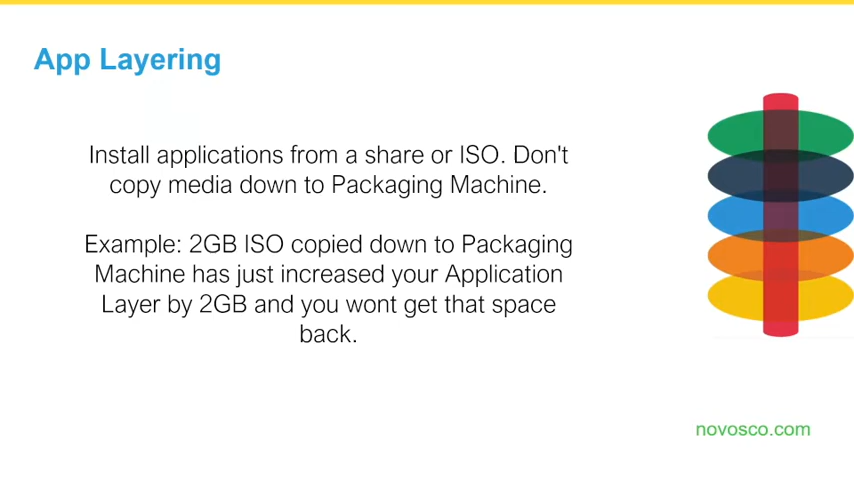 App Layering
Install applications from a share or ISO. Don't
copy media down to Packaging Machine.
Example: 2GB ISO copied down to Packaging
Machine has just increased your Application
Layer by 2GB and you wont get that space
back.
novosco.com